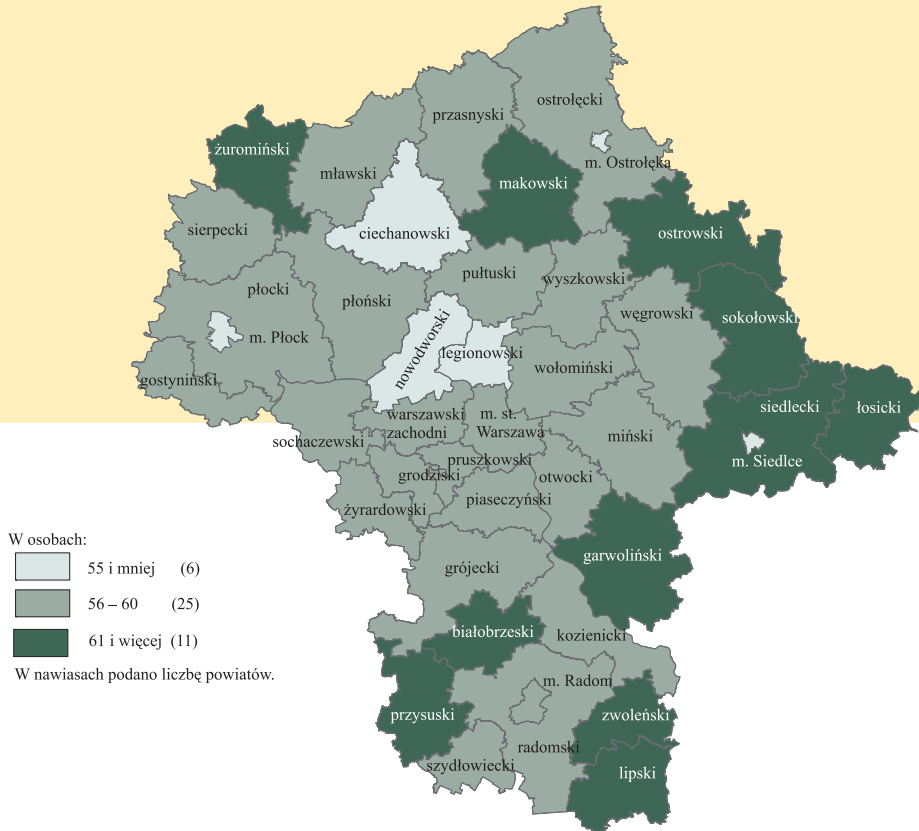 ostrołęcki
przasnyski
żuromiński
m. Ostrołęka
mławski
makowski
sierpecki
ciechanowski
ostrowski
płocki
pułtuski
wyszkowski
płoński
węgrowski
sokołowski
m. Płock
nowodworski
legionowski
wołomiński
gostyniński
siedlecki
łosicki
warszawski
zachodni
m. st.
Warszawa
sochaczewski
miński
m. Siedlce
pruszkowski
grodziski
otwocki
piaseczyński
żyrardowski
W osobach:
55 i mniej (6)
56 – 60 (25)
61 i więcej (11)
W nawiasach podano liczbę powiatów.
garwoliński
grójecki
białobrzeski
kozienicki
m. Radom
przysuski
zwoleński
radomski
szydłowiecki
lipski